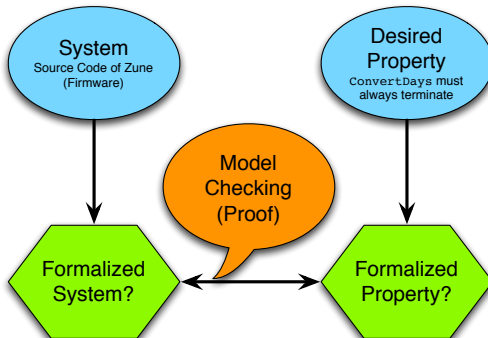 System
Source Code of Zune
(Firmware)
Desired
Property
ConvertDays must
always terminate
Model
Checking
(Proof)
Formalized
System?
Formalized
Property?